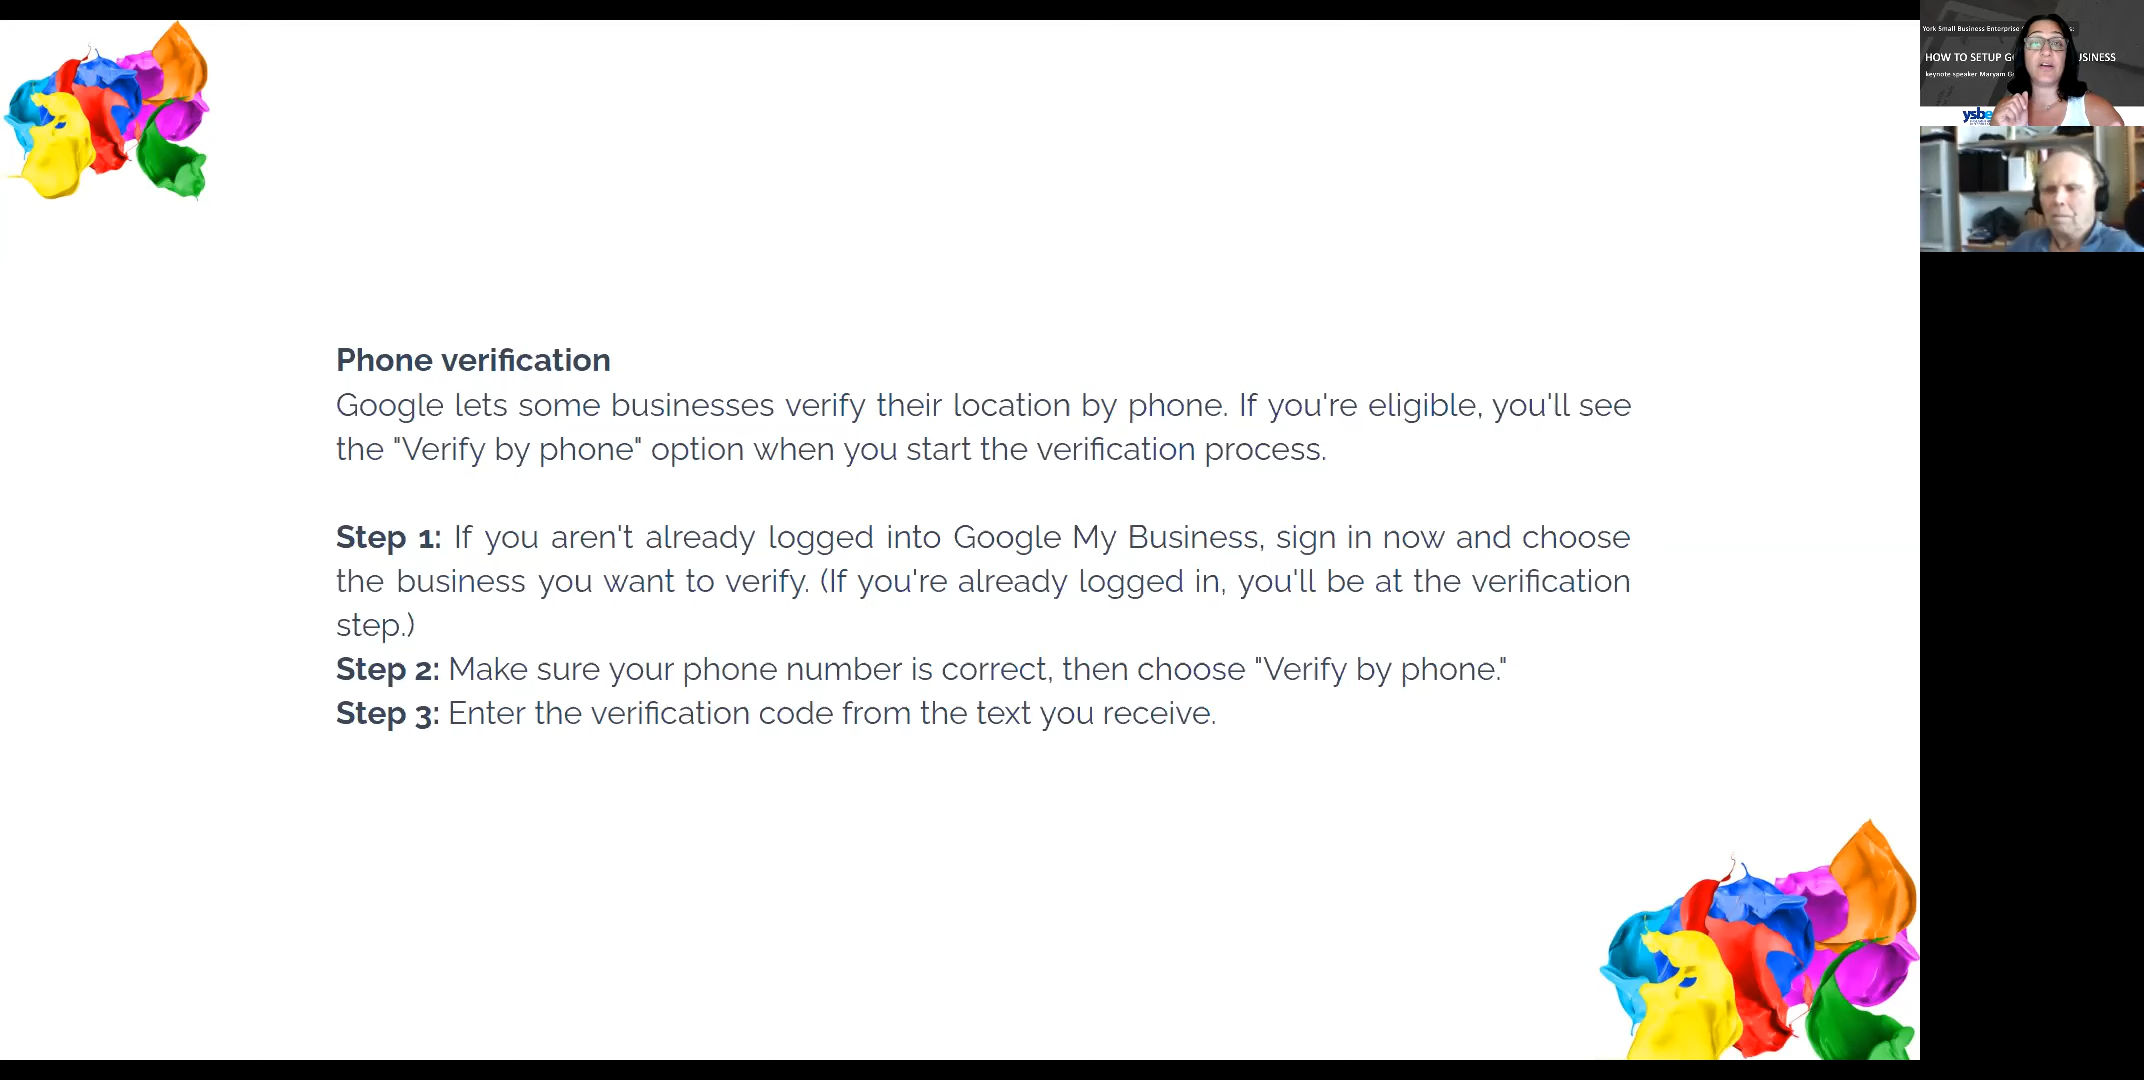 Phone verification
Google lets some businesses verify their location by phone. If you're eligible, you'll see
the "Verify by phone" option when you start the verification process.
Step 1: If you aren't already logged into Google My Business, sign in now and choose
the business you want to verify. (If you're already logged in, you'll be at the verification
step.)
Step 2: Make sure your phone number is correct, then choose "Verify by phone."
Step 3: Enter the verification code from the text you receive.
York Small Business Enterprise
HOW TO SETUP G USINESS
keynote speaker Maryam G
ysbe